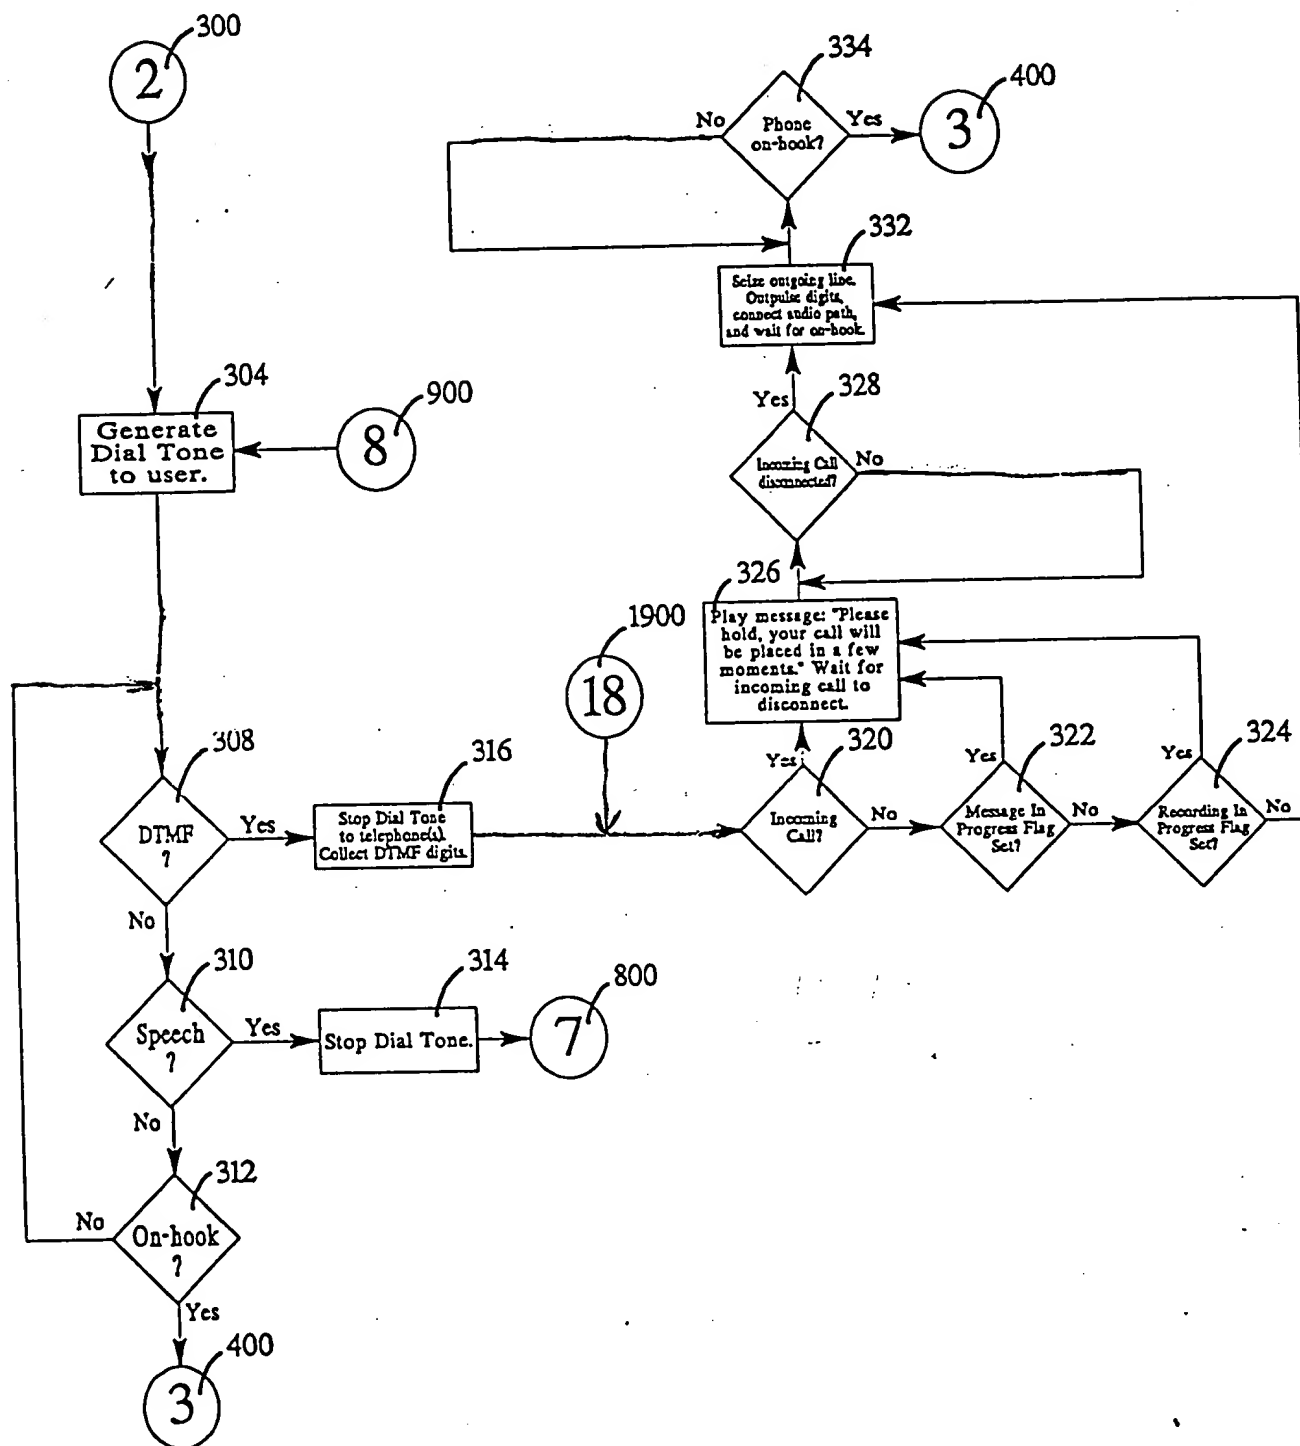 300
2
304
Generate
Dial Tone
to user.
900
8
308
DTMF
?
Yes
No
316
Stop Dial Tone
to telephone(s).
Collect DTMF digits.
1900
18
310
Speech
?
Yes
No
314
Stop Dial Tone.
800
7
312
On-hook
?
No
Yes
400
3
334
Phone
on-hook?
No
Yes
400
3
332
Seize outgoing line.
Outpulse digits,
connect audio path,
and wait for on-hook.
Yes
328
Incoming Call
disconnected?
No
326
Play message: "Please
hold, your call will
be placed in a few
moments." Wait for
incoming call to
disconnect.
Yes
320
Incoming
Call?
No
Yes
322
Message In
Progress Flag
Set?
No
Yes
324
Recording In
Progress Flag
Set?
No